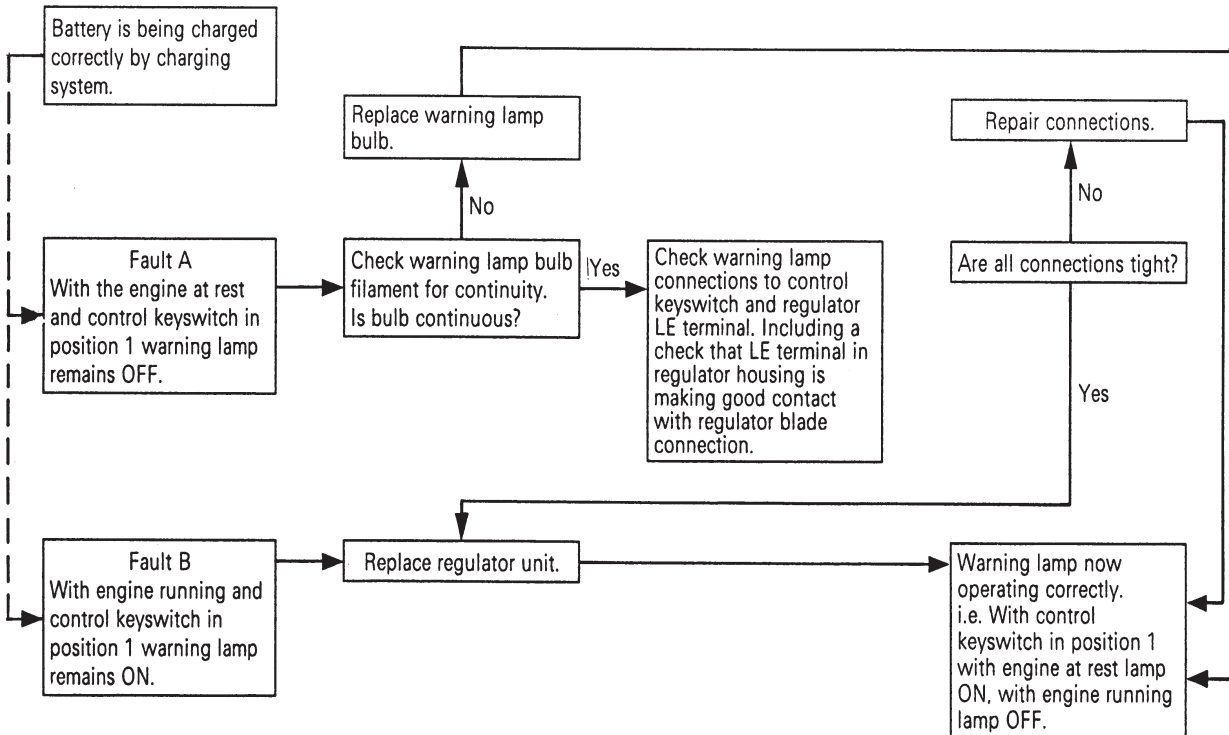 Battery is being charged
correctly by charging
system.
Replace warning lamp
bulb.
Repair connections.
No
No
Fault A
With the engine at rest
and control keyswitch in
position 1 warning lamp
remains OFF.
Check warning lamp bulb
filament for continuity.
Is bulb continuous?
Yes
Check warning lamp
connections to control
keyswitch and regulator
LE terminal. Including a
check that LE terminal in
regulator housing is
making good contact
with regulator blade
connection.
Are all connections tight?
Yes
Fault B
With engine running and
control keyswitch in
position 1 warning lamp
remains ON.
Replace regulator unit.
Warning lamp now
operating correctly.
i.e. With control
keyswitch in position 1
with engine at rest lamp
ON, with engine running
lamp OFF.